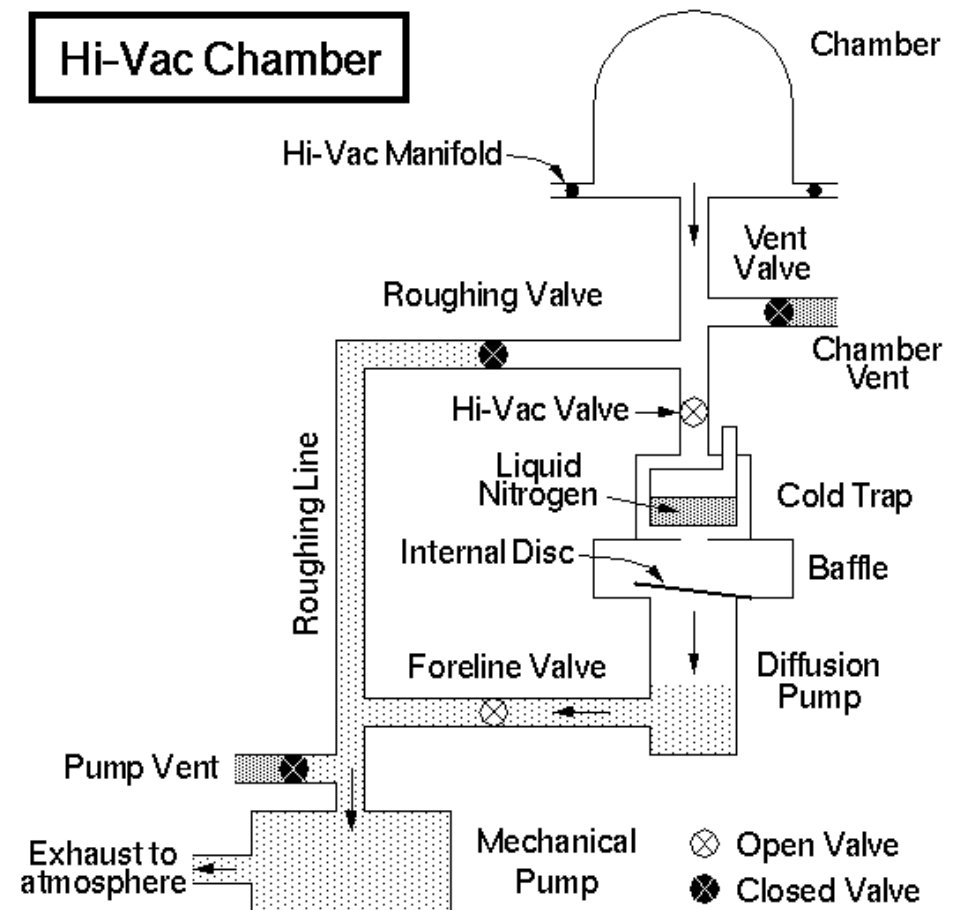 Hi-Vac Chamber
Chamber
Hi-Vac Manifold
Vent
Valve
Roughing Valve
Chamber
Vent
Hi-Vac Valve
Liquid
Nitrogen
Cold Trap
Internal Disc
Baffle
Roughing Line
Foreline Valve
Diffusion
Pump
Pump Vent
Mechanical
Pump
Exhaust to
atmosphere
Open Valve
Closed Valve